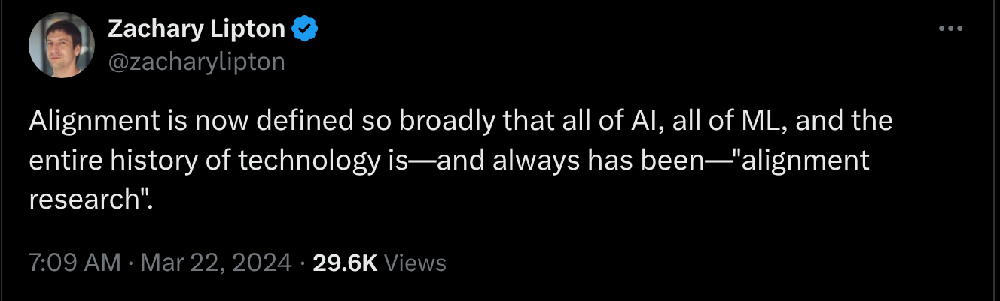 Zachary Lipton
@zacharylipton
Alignment is now defined so broadly that all of AI, all of ML, and the
entire history of technology is—and always has been—"alignment
research".
7:09 AM · Mar 22, 2024 · 29.6K Views